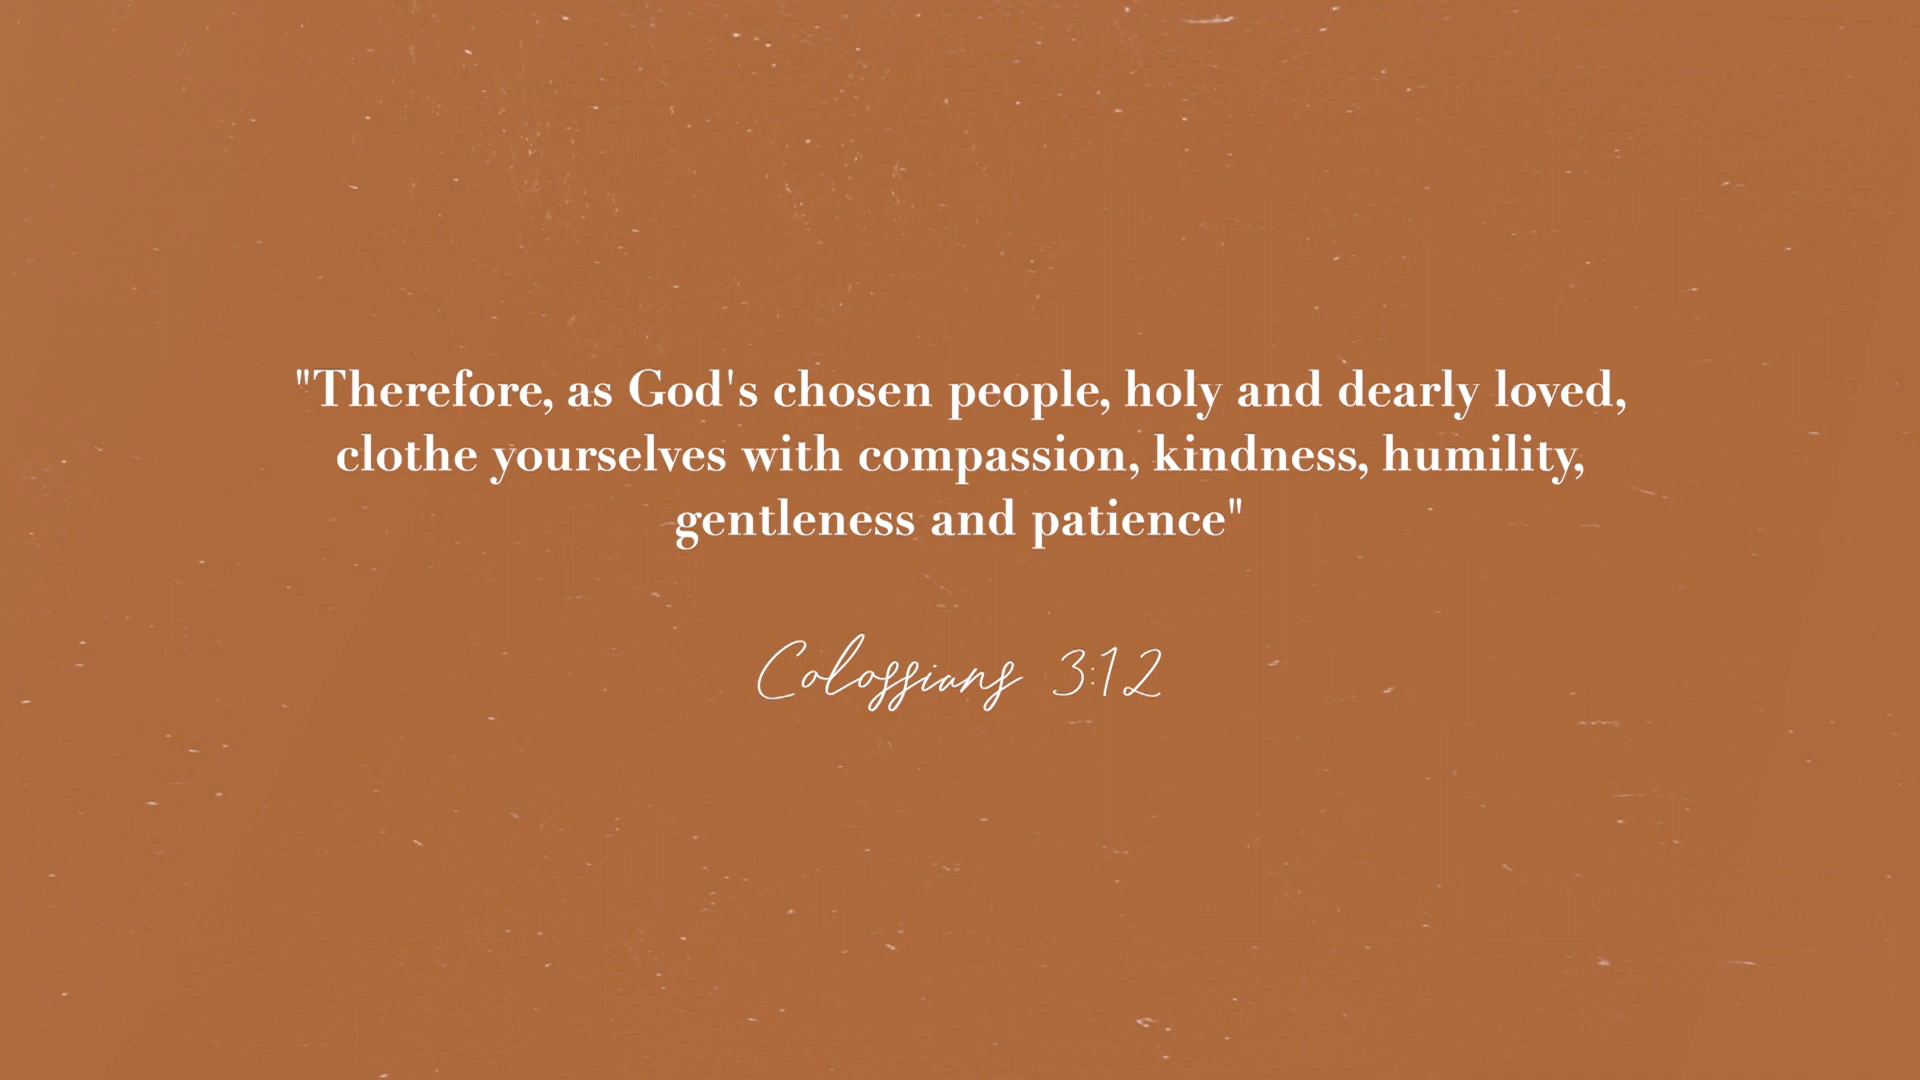 "Therefore, as God's chosen people, holy and dearly loved,
clothe yourselves with compassion, kindness, humility,
gentleness and patience"
Colossians 3:12